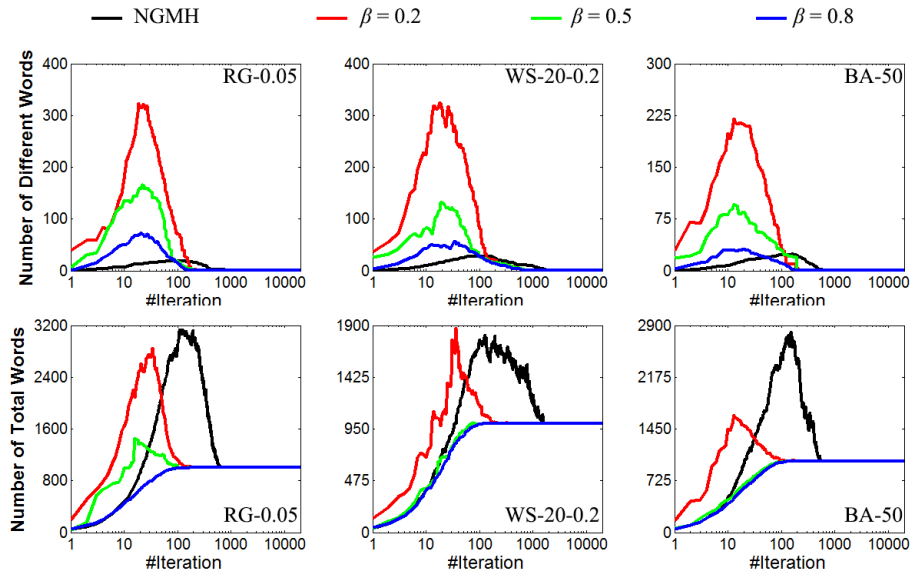 NGMH β = 0.2 β = 0.5 β = 0.8
Number of Different Words
400
300
200
100
0
RG-0.05
1 10 100 1000 10000
#Iteration
400
300
200
100
0
WS-20-0.2
1 10 100 1000 10000
#Iteration
300
225
150
75
0
BA-50
1 10 100 1000 10000
#Iteration
Number of Total Words
3200
2400
1600
800
0
RG-0.05
1 10 100 1000 10000
#Iteration
1900
1425
950
475
0
WS-20-0.2
1 10 100 1000 10000
#Iteration
2900
2175
1450
725
0
BA-50
1 10 100 1000 10000
#Iteration